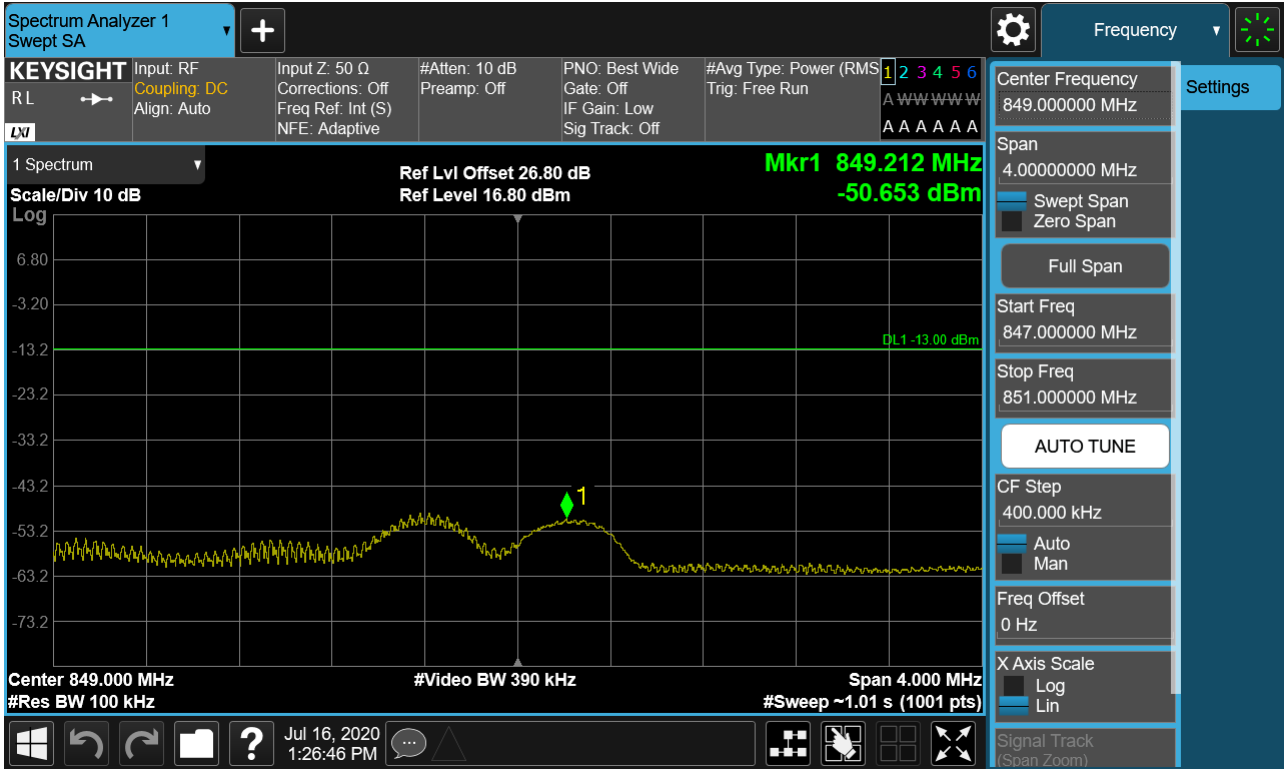 Spectrum Analyzer 1
Swept SA
Frequency
KEYSIGHT
R L
LXI
Input: RF
Coupling: DC
Align: Auto
Input Z: 50 Ω
Corrections: Off
Freq Ref: Int (S)
NFE: Adaptive
#Atten: 10 dB
Preamp: Off
PNO: Best Wide
Gate: Off
IF Gain: Low
Sig Track: Off
#Avg Type: Power (RMS
Trig: Free Run
1 2 3 4 5 6
A W W W W W
A A A A A A
1 Spectrum
Scale/Div 10 dB
Log
Ref Lvl Offset 26.80 dB
Ref Level 16.80 dBm
Mkr1 849.212 MHz
-50.653 dBm
6.80
-3.20
-13.2
-23.2
-33.2
-43.2
-53.2
-63.2
-73.2
DL1 -13.00 dBm
1
Center 849.000 MHz
#Res BW 100 kHz
#Video BW 390 kHz
Span 4.000 MHz
#Sweep ~1.01 s (1001 pts)
Jul 16, 2020
1:26:46 PM
Center Frequency
849.000000 MHz
Settings
Span
4.00000000 MHz
Swept Span
Zero Span
Full Span
Start Freq
847.000000 MHz
Stop Freq
851.000000 MHz
AUTO TUNE
CF Step
400.000 kHz
Auto
Man
Freq Offset
0 Hz
X Axis Scale
Log
Lin
Signal Track
(Span Zoom)